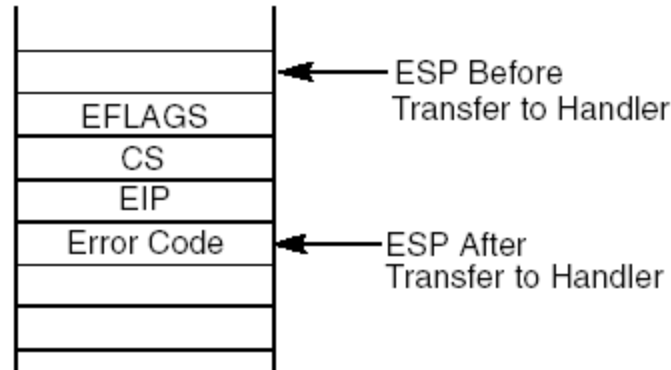 ESP Before
Transfer to Handler
EFLAGS
CS
EIP
Error Code
ESP After
Transfer to Handler